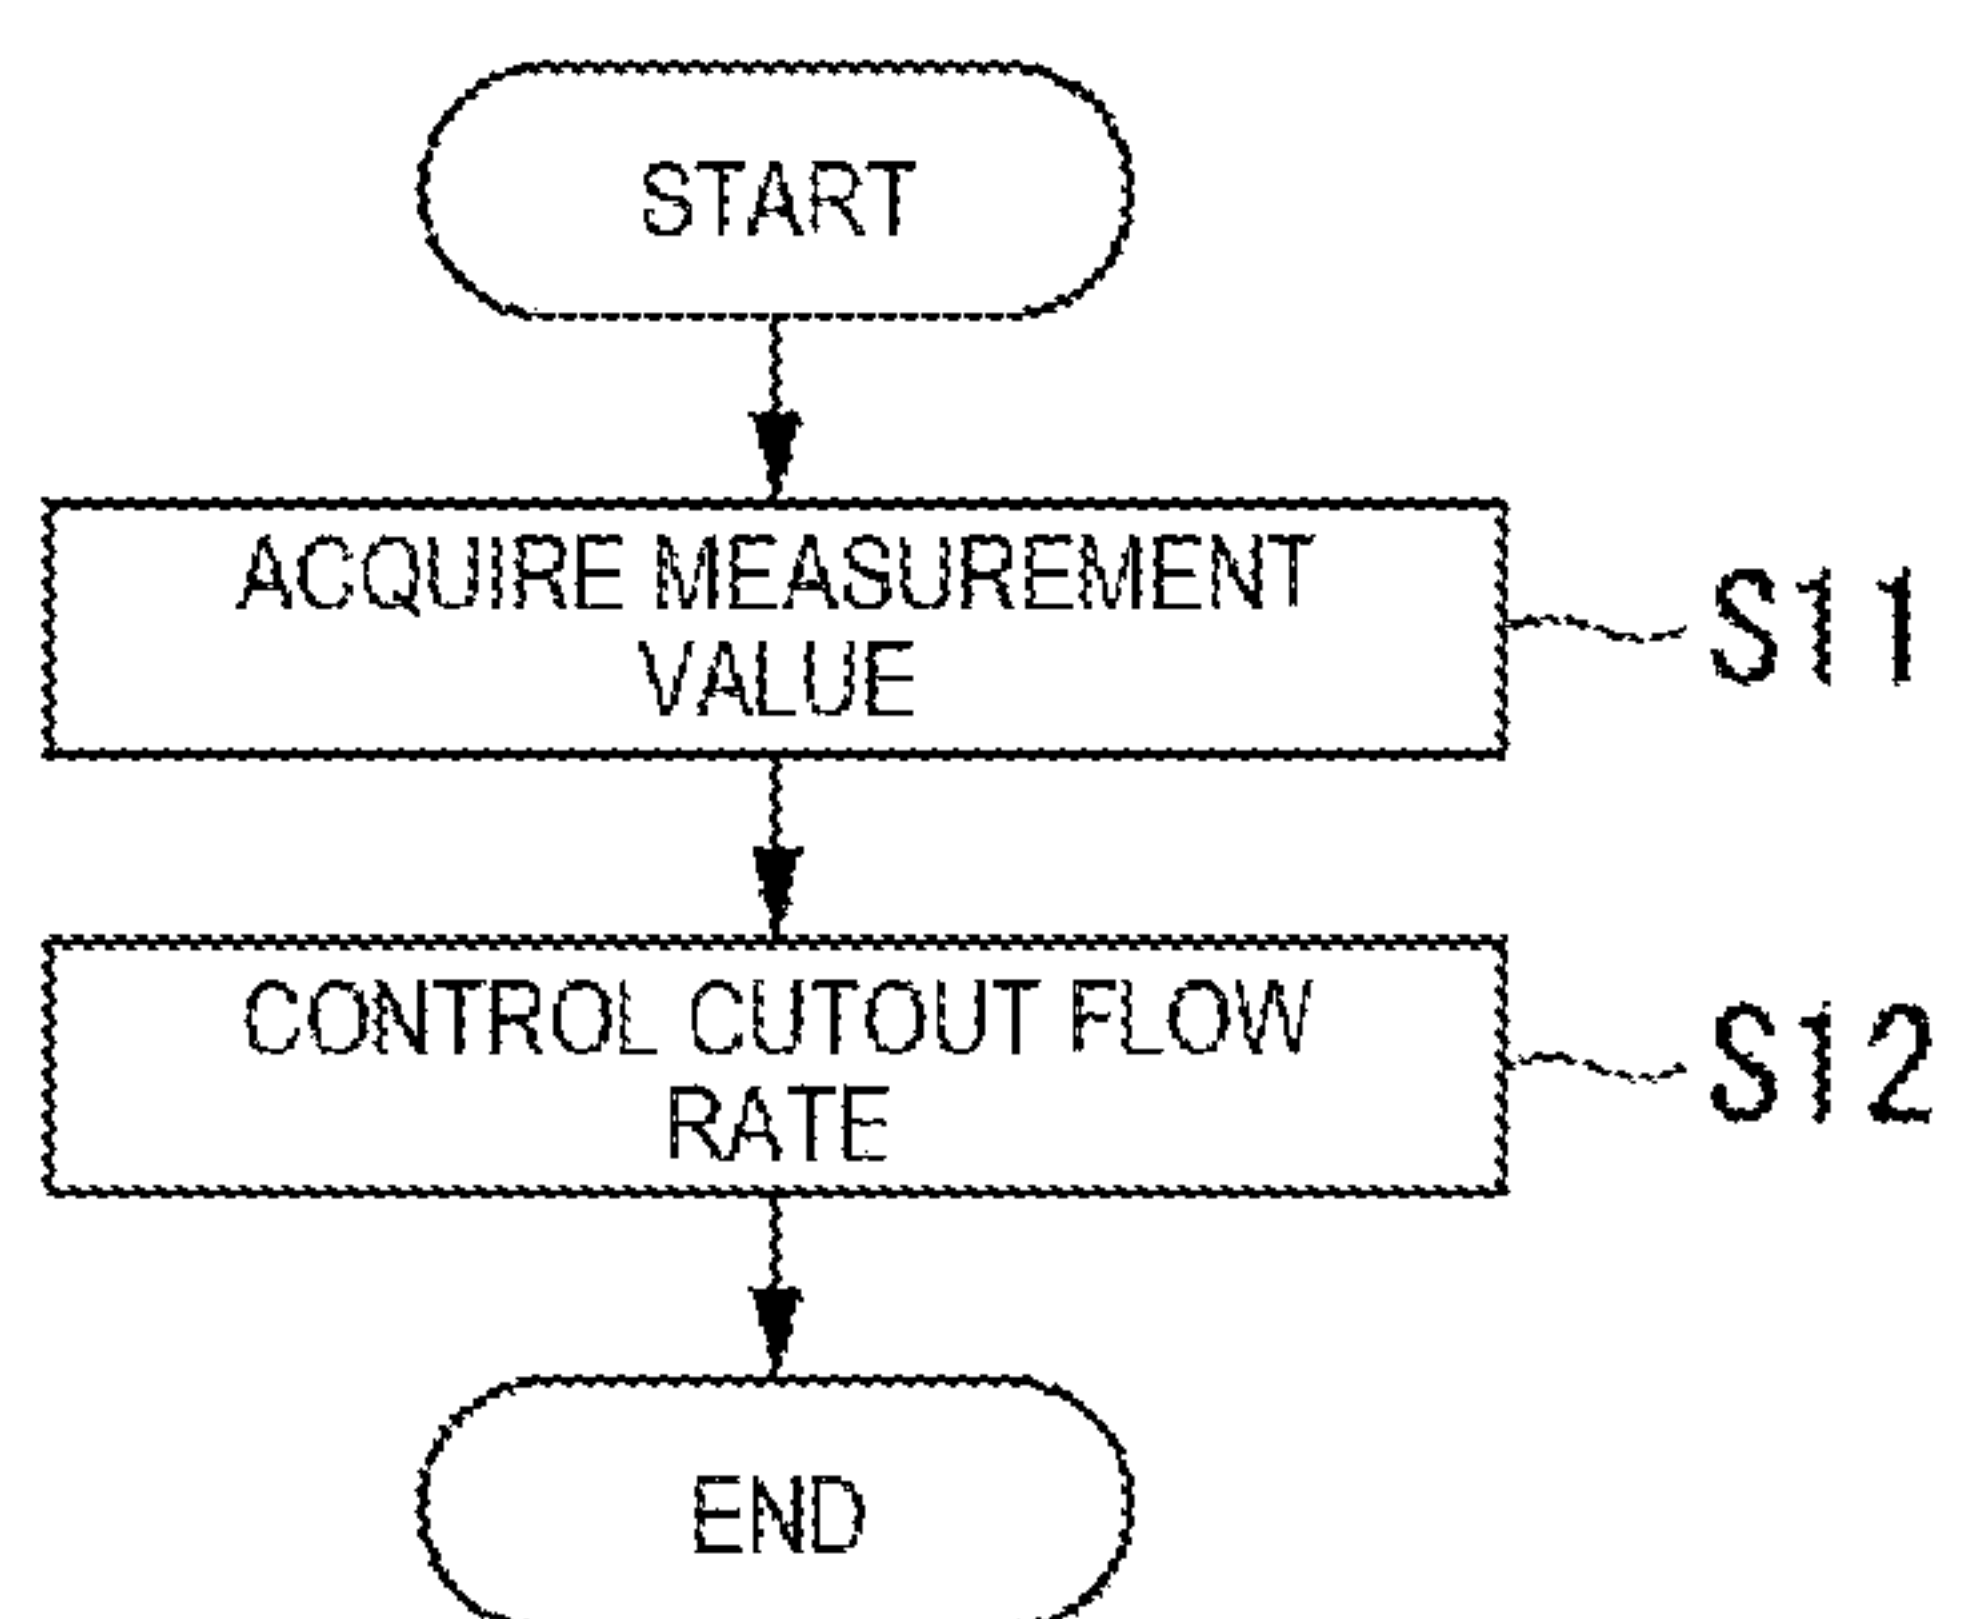 START
ACQUIRE MEASUREMENT
VALUE
S11
CONTROL CUTOUT FLOW
RATE
S12
END